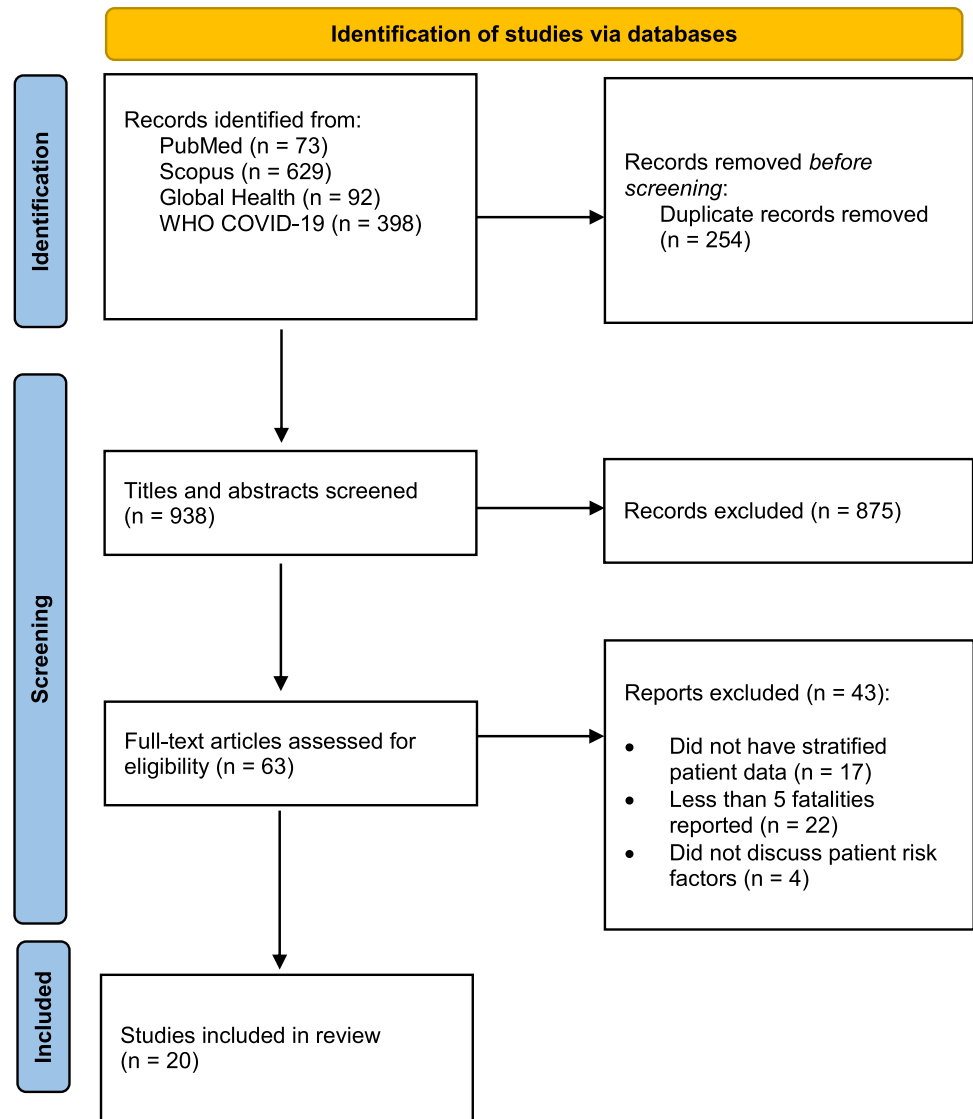 Identification of studies via databases
Identification
Records identified from:
PubMed (n = 73)
Scopus (n = 629)
Global Health (n = 92)
WHO COVID-19 (n = 398)
Records removed before
screening:
Duplicate records removed
(n = 254)
Screening
Titles and abstracts screened
(n = 938)
Records excluded (n = 875)
Full-text articles assessed for
eligibility (n = 63)
Reports excluded (n = 43):
• Did not have stratified
patient data (n = 17)
• Less than 5 fatalities
reported (n = 22)
• Did not discuss patient risk
factors (n = 4)
Included
Studies included in review
(n = 20)